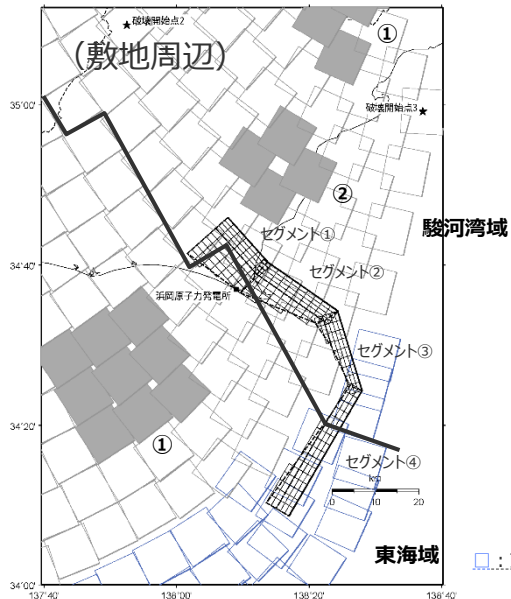 破壊開始点2
①
（敷地周辺）
35°00'
破壊開始点3
②
セグメント①
駿河湾域
セグメント②
34°40'
浜岡原子力発電所
セグメント③
34°20'
①
セグメント④
km
0 10 20
東海域
34°00'
137°40' 138°00' 138°20' 138°40'